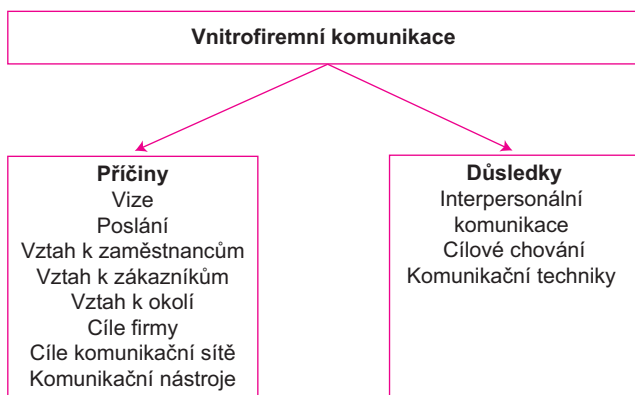 Vnitrofiremní komunikace
Příčiny
Vize
Poslání
Vztah k zaměstnancům
Vztah k zákazníkům
Vztah k okolí
Cíle firmy
Cíle komunikační sítě
Komunikační nástroje
Důsledky
Interpersonální
komunikace
Cílové chování
Komunikační techniky